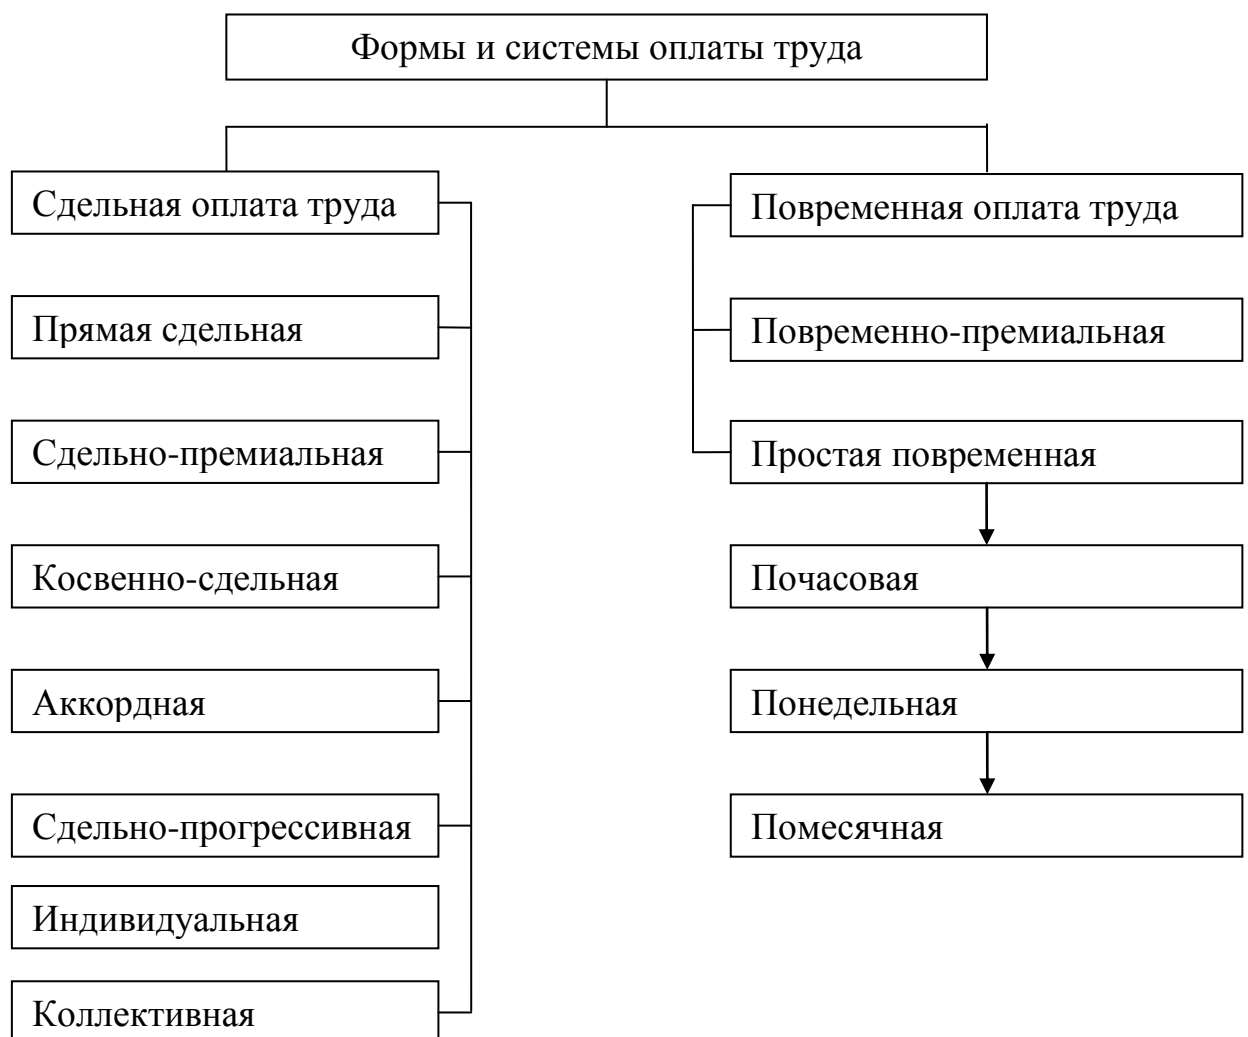 Формы и системы оплаты труда
Сдельная оплата труда
Прямая сдельная
Сдельно-премиальная
Косвенно-сдельная
Аккордная
Сдельно-прогрессивная
Индивидуальная
Коллективная
Повременная оплата труда
Повременно-премиальная
Простая повременная
Почасовая
Понедельная
Помесячная